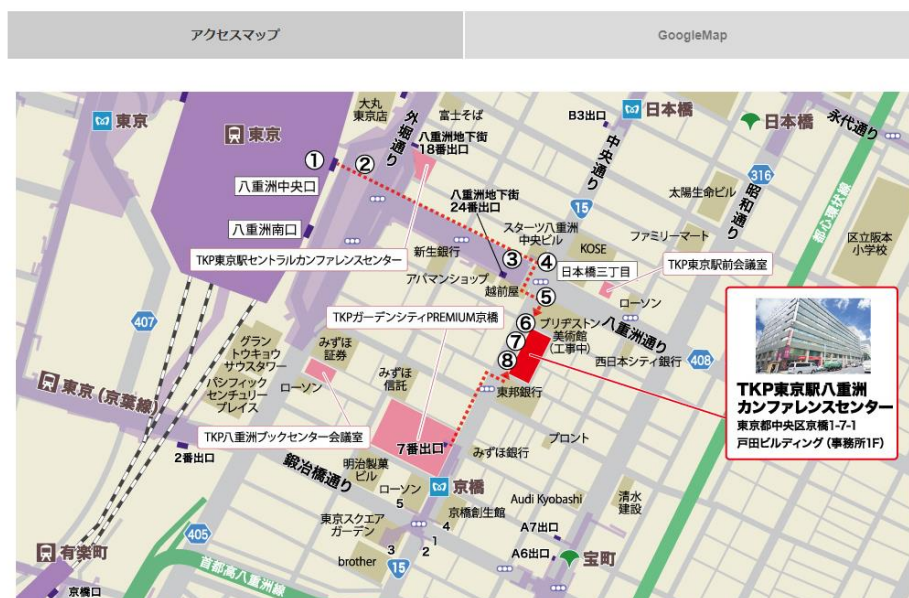 アクセスマップ
GoogleMap
大丸
東京店
外堀通り
富士そば
八重洲地下街
18番出口
B3出口
中央通り
日本橋
日本橋
永代通り
東京
東京
①
②
八重洲中央口
八重洲南口
八重洲地下街
24番出口
15
316
昭和通り
太陽生命ビル
都心環状線
区立阪本
小学校
TKP東京駅セントラルカンファレンスセンター
新生銀行
スターツ八重洲
中央ビル
KOSE
ファミリーマート
③
④
日本橋三丁目
TKP東京駅前会議室
アパマンショップ
越前屋
⑤
ローソン
TKPガーデンシティPREMIUM京橋
⑥
⑦
⑧
ブリヂストン
美術館
(工事中)
八重洲通り
西日本シティ銀行
408
407
グラン
トウキョウ
サウスタワー
みずほ
証券
パシフィック
センチュリー
プレイス
ローソン
みずほ
信託
東邦銀行
東京(京葉線)
TKP八重洲ブックセンター会議室
TKP東京駅八重洲
カンファレンスセンター
東京都中央区京橋1-7-1
戸田ビルディング(事務所1F)
2番出口
鍛冶橋通り
7番出口
みずほ銀行
プロント
明治製菓
ビル
ローソン
5
京橋
東京スクエア
ガーデン
京橋創生館
4
Audi Kyobashi
清水
建設
A7出口
A6出口
宝町
405
有楽町
首都高八重洲線
brother
3
2
1
15
京橋口